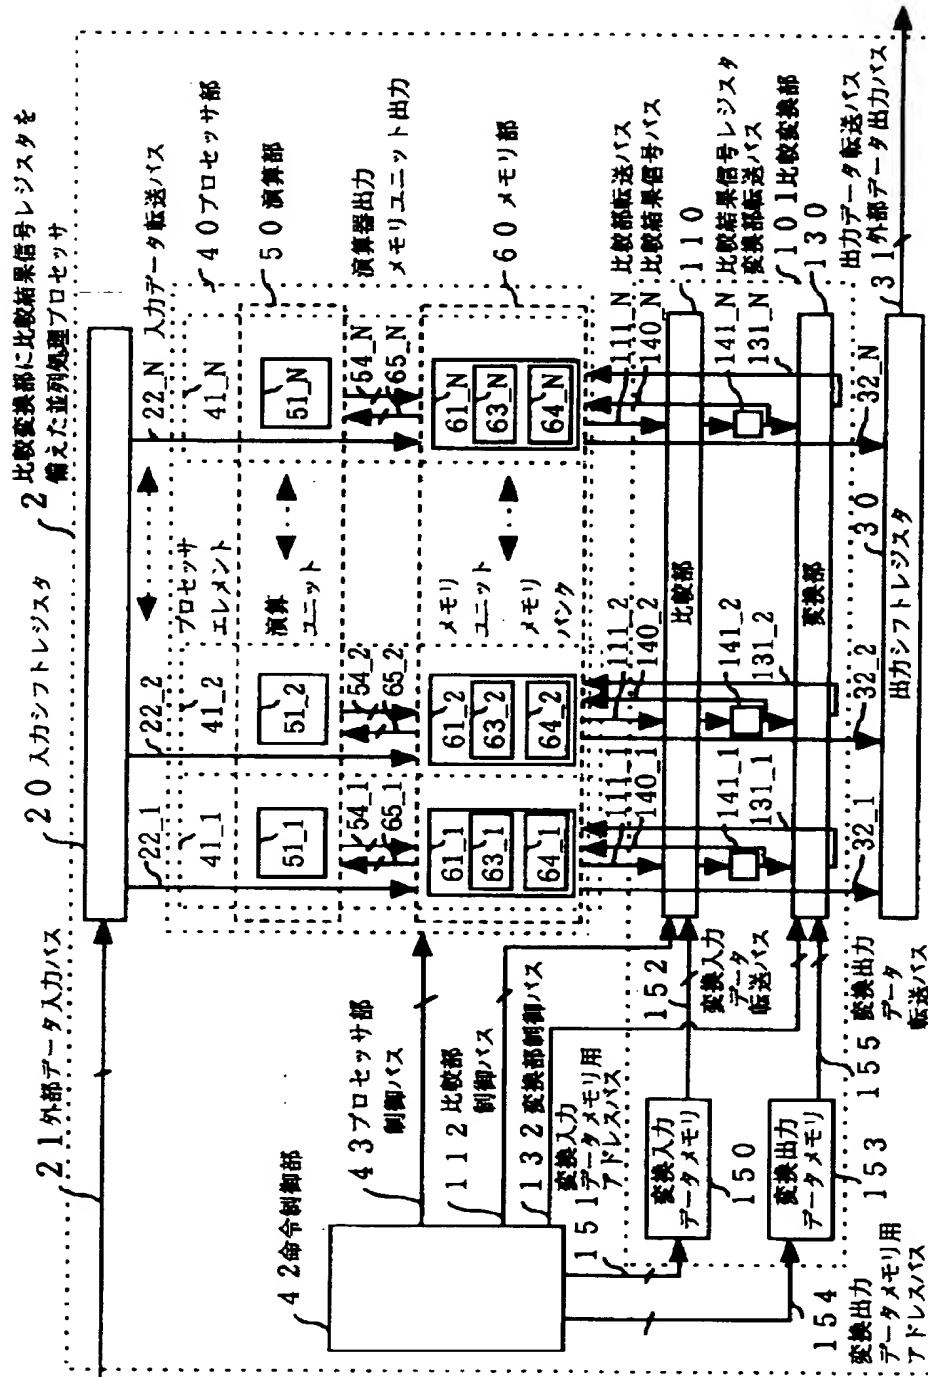 2 比較変換部に比較結果信号レジスタを
備えた並列処理プロセッサ
20 入力シフトレジスタ
21 外部データ入力バス
22_1
22_2
22_N 入力データ転送バス
40 プロセッサ部
41_1
41_2
41_N
プロセッサ
エレメント
50 演算部
51_1
51_2
51_N
演算
ユニット
演算器出力
メモリユニット出力
54_1
65_1
54_2
65_2
54_N
65_N
60 メモリ部
61_1
63_1
64_1
61_2
63_2
64_2
61_N
63_N
64_N
メモリ
ユニット
メモリ
バンク
42 命令制御部
43 プロセッサ部
制御バス
112 比較部
制御バス
132 変換部制御バス
変換入力
151 データメモリ用
アドレスバス
111_1
140_1
111_2
140_2
111_N 比較部転送バス
140_N 比較結果信号バス
比較部
110
141_1
131_1
141_2
131_2
141_N 比較結果信号レジスタ
131_N 変換部転送バス
101 比較変換部
変換部
130
152
変換入力
データ
転送バス
変換入力
データメモリ
150
変換出力
データメモリ
153
154
変換出力
データメモリ用
アドレスバス
155 変換出力
データ
転送バス
32_1
32_2
32_N
出力データ転送バス
30
出力シフトレジスタ
31 外部データ出力バス